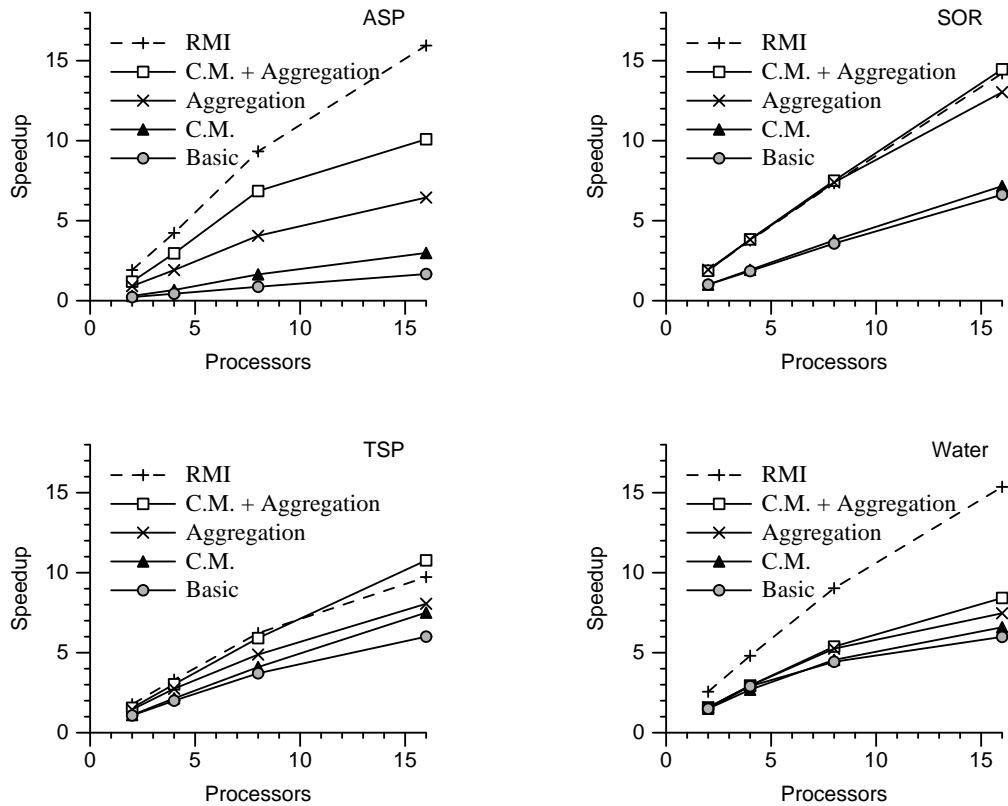 ASP
RMI
C.M. + Aggregation
Aggregation
C.M.
Basic
15
10
5
0
Speedup
0 5 10 15
Processors
SOR
RMI
C.M. + Aggregation
Aggregation
C.M.
Basic
15
10
5
0
Speedup
0 5 10 15
Processors
TSP
RMI
C.M. + Aggregation
Aggregation
C.M.
Basic
15
10
5
0
Speedup
0 5 10 15
Processors
Water
RMI
C.M. + Aggregation
Aggregation
C.M.
Basic
15
10
5
0
Speedup
0 5 10 15
Processors